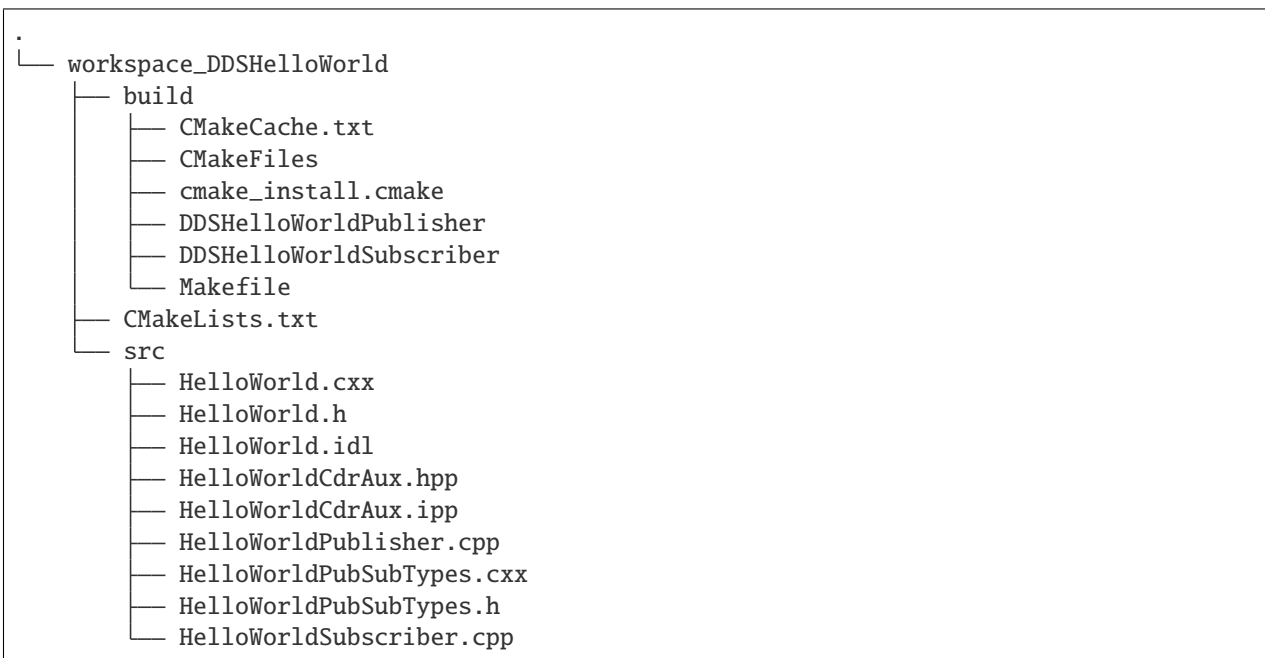 .
└── workspace_DDSHelloWorld
    ├── build
    │   ├── CMakeCache.txt
    │   ├── CMakeFiles
    │   ├── cmake_install.cmake
    │   ├── DDSHelloWorldPublisher
    │   ├── DDSHelloWorldSubscriber
    │   └── Makefile
    ├── CMakeLists.txt
    └── src
        ├── HelloWorld.cxx
        ├── HelloWorld.h
        ├── HelloWorld.idl
        ├── HelloWorldCdrAux.hpp
        ├── HelloWorldCdrAux.ipp
        ├── HelloWorldPublisher.cpp
        ├── HelloWorldPubSubTypes.cxx
        ├── HelloWorldPubSubTypes.h
        └── HelloWorldSubscriber.cpp